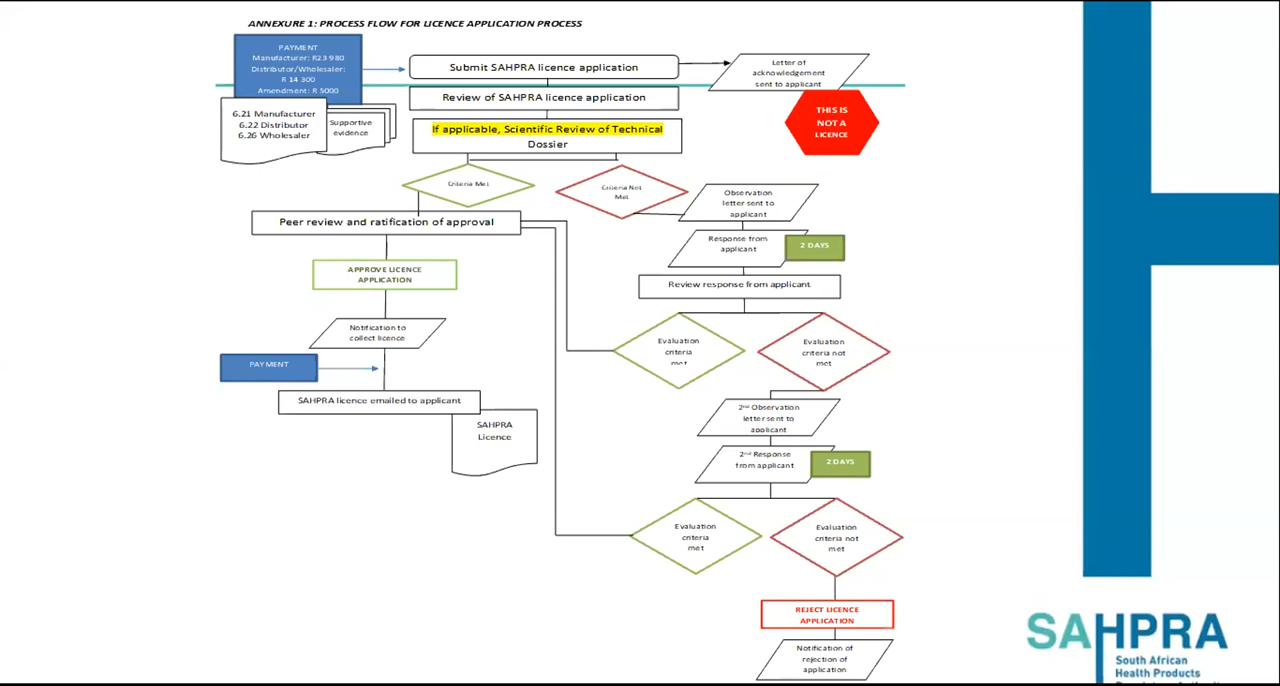 ANNEXURE 1: PROCESS FLOW FOR LICENCE APPLICATION PROCESS
PAYMENT
Manufacturer: R23 980
Distributor/Wholesaler:
R 14 300
Amendment: R 5000
Submit SAHPRA licence application
Letter of
acknowledgement
sent to applicant
Review of SAHPRA licence application
THIS IS
NOT A
LICENCE
6.21 Manufacturer
6.22 Distributor
6.26 Wholesaler
Supportive
evidence
If applicable, Scientific Review of Technical
Dossier
Criteria Met
Criteria Not
Met
Observation
letter sent to
applicant
Peer review and ratification of approval
Response from
applicant
2 DAYS
APPROVE LICENCE
APPLICATION
Review response from applicant
Notification to
collect licence
Evaluation
criteria
met
Evaluation
criteria not
met
PAYMENT
SAHPRA licence emailed to applicant
SAHPRA
Licence
2nd Observation
letter sent to
applicant
2nd Response
from applicant
2 DAYS
Evaluation
criteria
met
Evaluation
criteria not
met
REJECT LICENCE
APPLICATION
Notification of
rejection of
application
SAHPRA
South African
Health Products